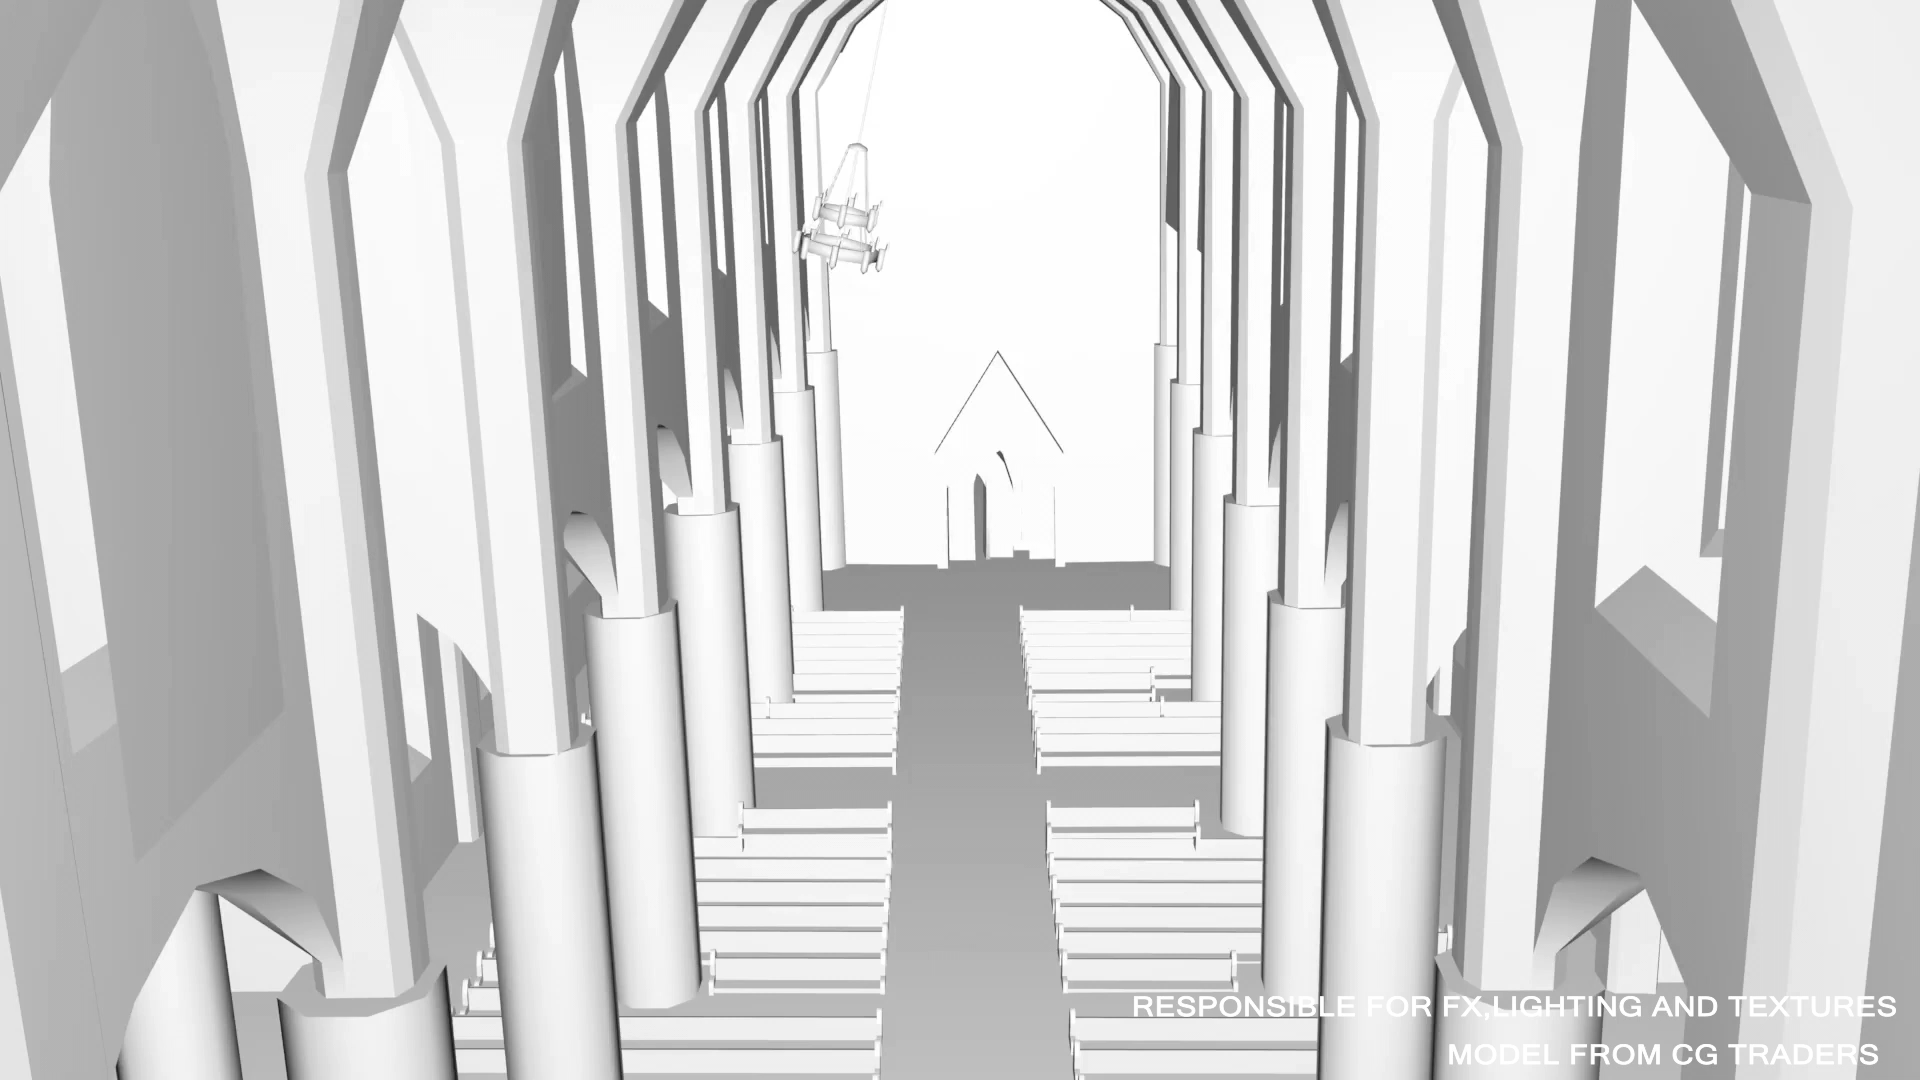 RESPONSIBLE FOR FX,LIGHTING AND TEXTURES
MODEL FROM CG TRADERS